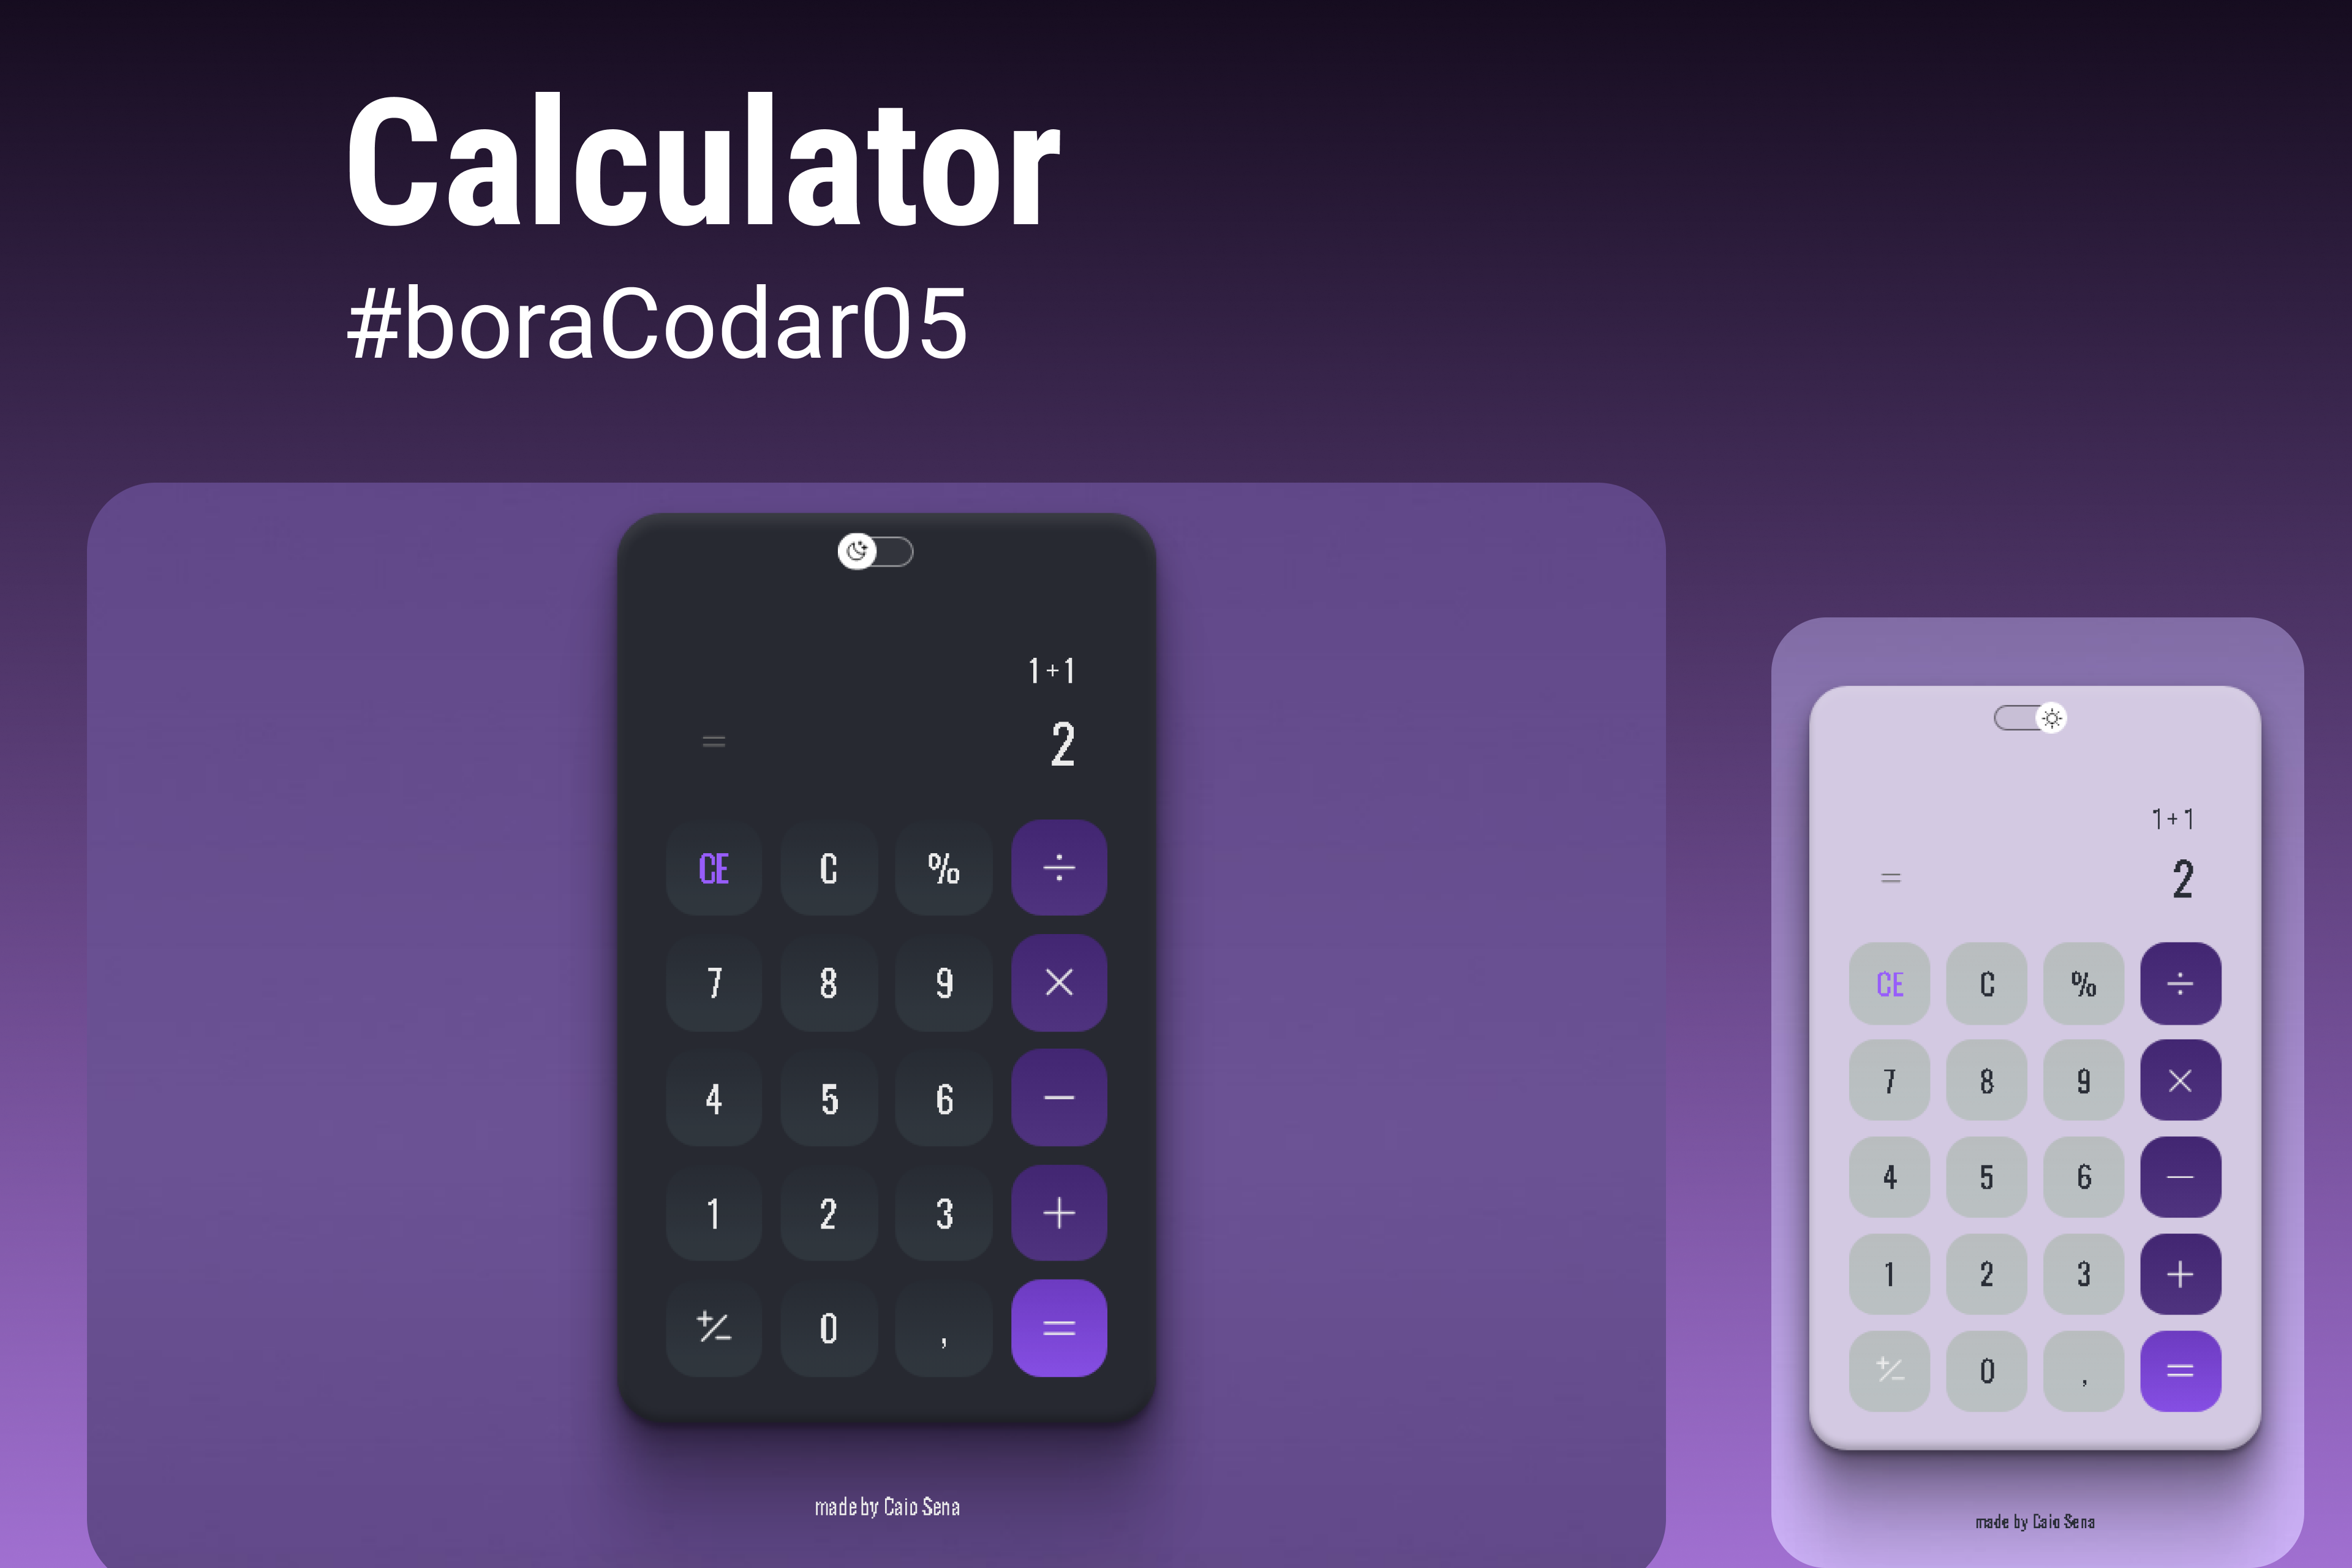 Calculator
#boraCodar05
1+1
= 2
CE C % ÷
7 8 9 ×
4 5 6 −
1 2 3 +
+/− 0 , =
made by Caio Sena
1+1
= 2
CE C % ÷
7 8 9 ×
4 5 6 −
1 2 3 +
+/− 0 , =
made by Caio Sena